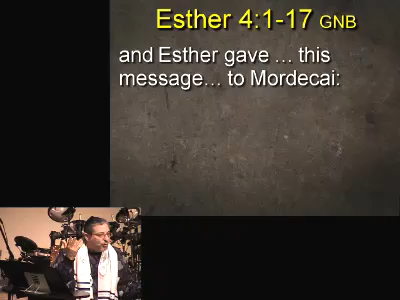 Esther 4:1-17 GNB
and Esther gave ... this
message... to Mordecai: